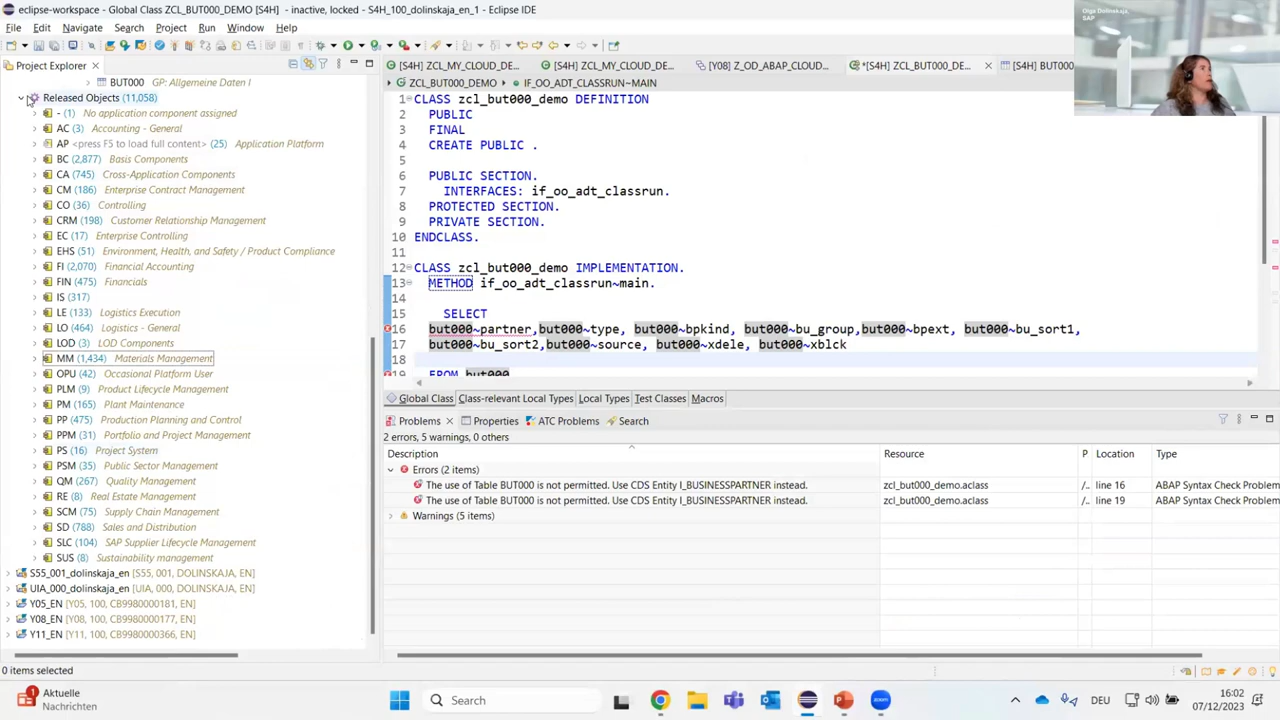 eclipse-workspace - Global Class ZCL_BUT000_DEMO [S4H] - inactive, locked - S4H_100_dolinskaja_en_1 - Eclipse IDE
File Edit Navigate Search Project Run Window Help
Olga Dolinskaja,
SAP
Project Explorer
BUT000 GP: Allgemeine Daten I
Released Objects (11,058)
- (1) No application component assigned
AC (3) Accounting - General
AP <press F5 to load full content> (25) Application Platform
BC (2,877) Basis Components
CA (745) Cross-Application Components
CM (186) Enterprise Contract Management
CO (36) Controlling
CRM (198) Customer Relationship Management
EC (17) Enterprise Controlling
EHS (51) Environment, Health, and Safety / Product Compliance
FI (2,070) Financial Accounting
FIN (475) Financials
IS (317)
LE (133) Logistics Execution
LO (464) Logistics - General
LOD (3) LOD Components
MM (1,434) Materials Management
OPU (42) Occasional Platform User
PLM (9) Product Lifecycle Management
PM (165) Plant Maintenance
PP (475) Production Planning and Control
PPM (31) Portfolio and Project Management
PS (16) Project System
PSM (35) Public Sector Management
QM (267) Quality Management
RE (8) Real Estate Management
SCM (75) Supply Chain Management
SD (788) Sales and Distribution
SLC (104) SAP Supplier Lifecycle Management
SUS (8) Sustainability management
S55_001_dolinskaja_en [S55, 001, DOLINSKAJA, EN]
UIA_000_dolinskaja_en [UIA, 000, DOLINSKAJA, EN]
Y05_EN [Y05, 100, CB9980000181, EN]
Y08_EN [Y08, 100, CB9980000177, EN]
Y11_EN [Y11, 100, CB9980000366, EN]
0 items selected
[S4H] ZCL_MY_CLOUD_DE... [S4H] ZCL_MY_CLOUD_DE... [Y08] Z_OD_ABAP_CLOUD... *[S4H] ZCL_BUT000_DE... [S4H] BUT000
ZCL_BUT000_DEMO IF_OO_ADT_CLASSRUN~MAIN
1 CLASS zcl_but000_demo DEFINITION
2 PUBLIC
3 FINAL
4 CREATE PUBLIC .
5
6 PUBLIC SECTION.
7 INTERFACES: if_oo_adt_classrun.
8 PROTECTED SECTION.
9 PRIVATE SECTION.
10 ENDCLASS.
11
12 CLASS zcl_but000_demo IMPLEMENTATION.
13 METHOD if_oo_adt_classrun~main.
14
15 SELECT
16 but000~partner,but000~type, but000~bpkind, but000~bu_group,but000~bpext, but000~bu_sort1,
17 but000~bu_sort2,but000~source, but000~xdele, but000~xblck
18
19 FROM but000
Global Class Class-relevant Local Types Local Types Test Classes Macros
Problems Properties ATC Problems Search
2 errors, 5 warnings, 0 others
Description Resource P Location Type
Errors (2 items)
The use of Table BUT000 is not permitted. Use CDS Entity I_BUSINESSPARTNER instead. zcl_but000_demo.aclass /.. line 16 ABAP Syntax Check Problem
The use of Table BUT000 is not permitted. Use CDS Entity I_BUSINESSPARTNER instead. zcl_but000_demo.aclass /.. line 19 ABAP Syntax Check Problem
Warnings (5 items)
1 Aktuelle
Nachrichten
Search
DEU
16:02
07/12/2023